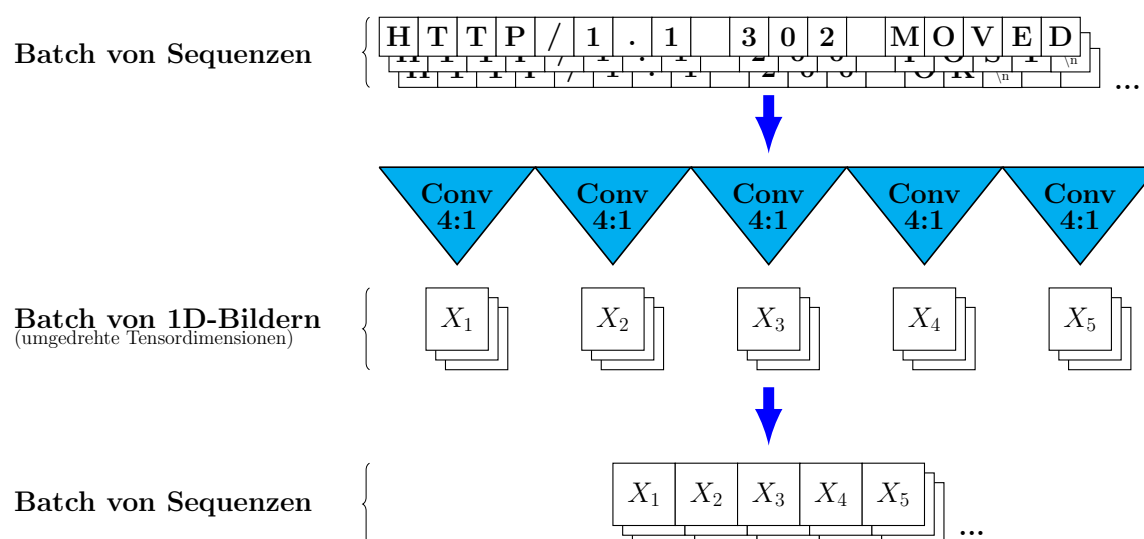 Batch von Sequenzen
H T T P / 1 . 1 3 0 2 M O V E D
\n
\n
...
Conv 4:1 Conv 4:1 Conv 4:1 Conv 4:1 Conv 4:1
Batch von 1D-Bildern
(umgedrehte Tensordimensionen)
X₁ X₂ X₃ X₄ X₅
Batch von Sequenzen
X₁ X₂ X₃ X₄ X₅
...